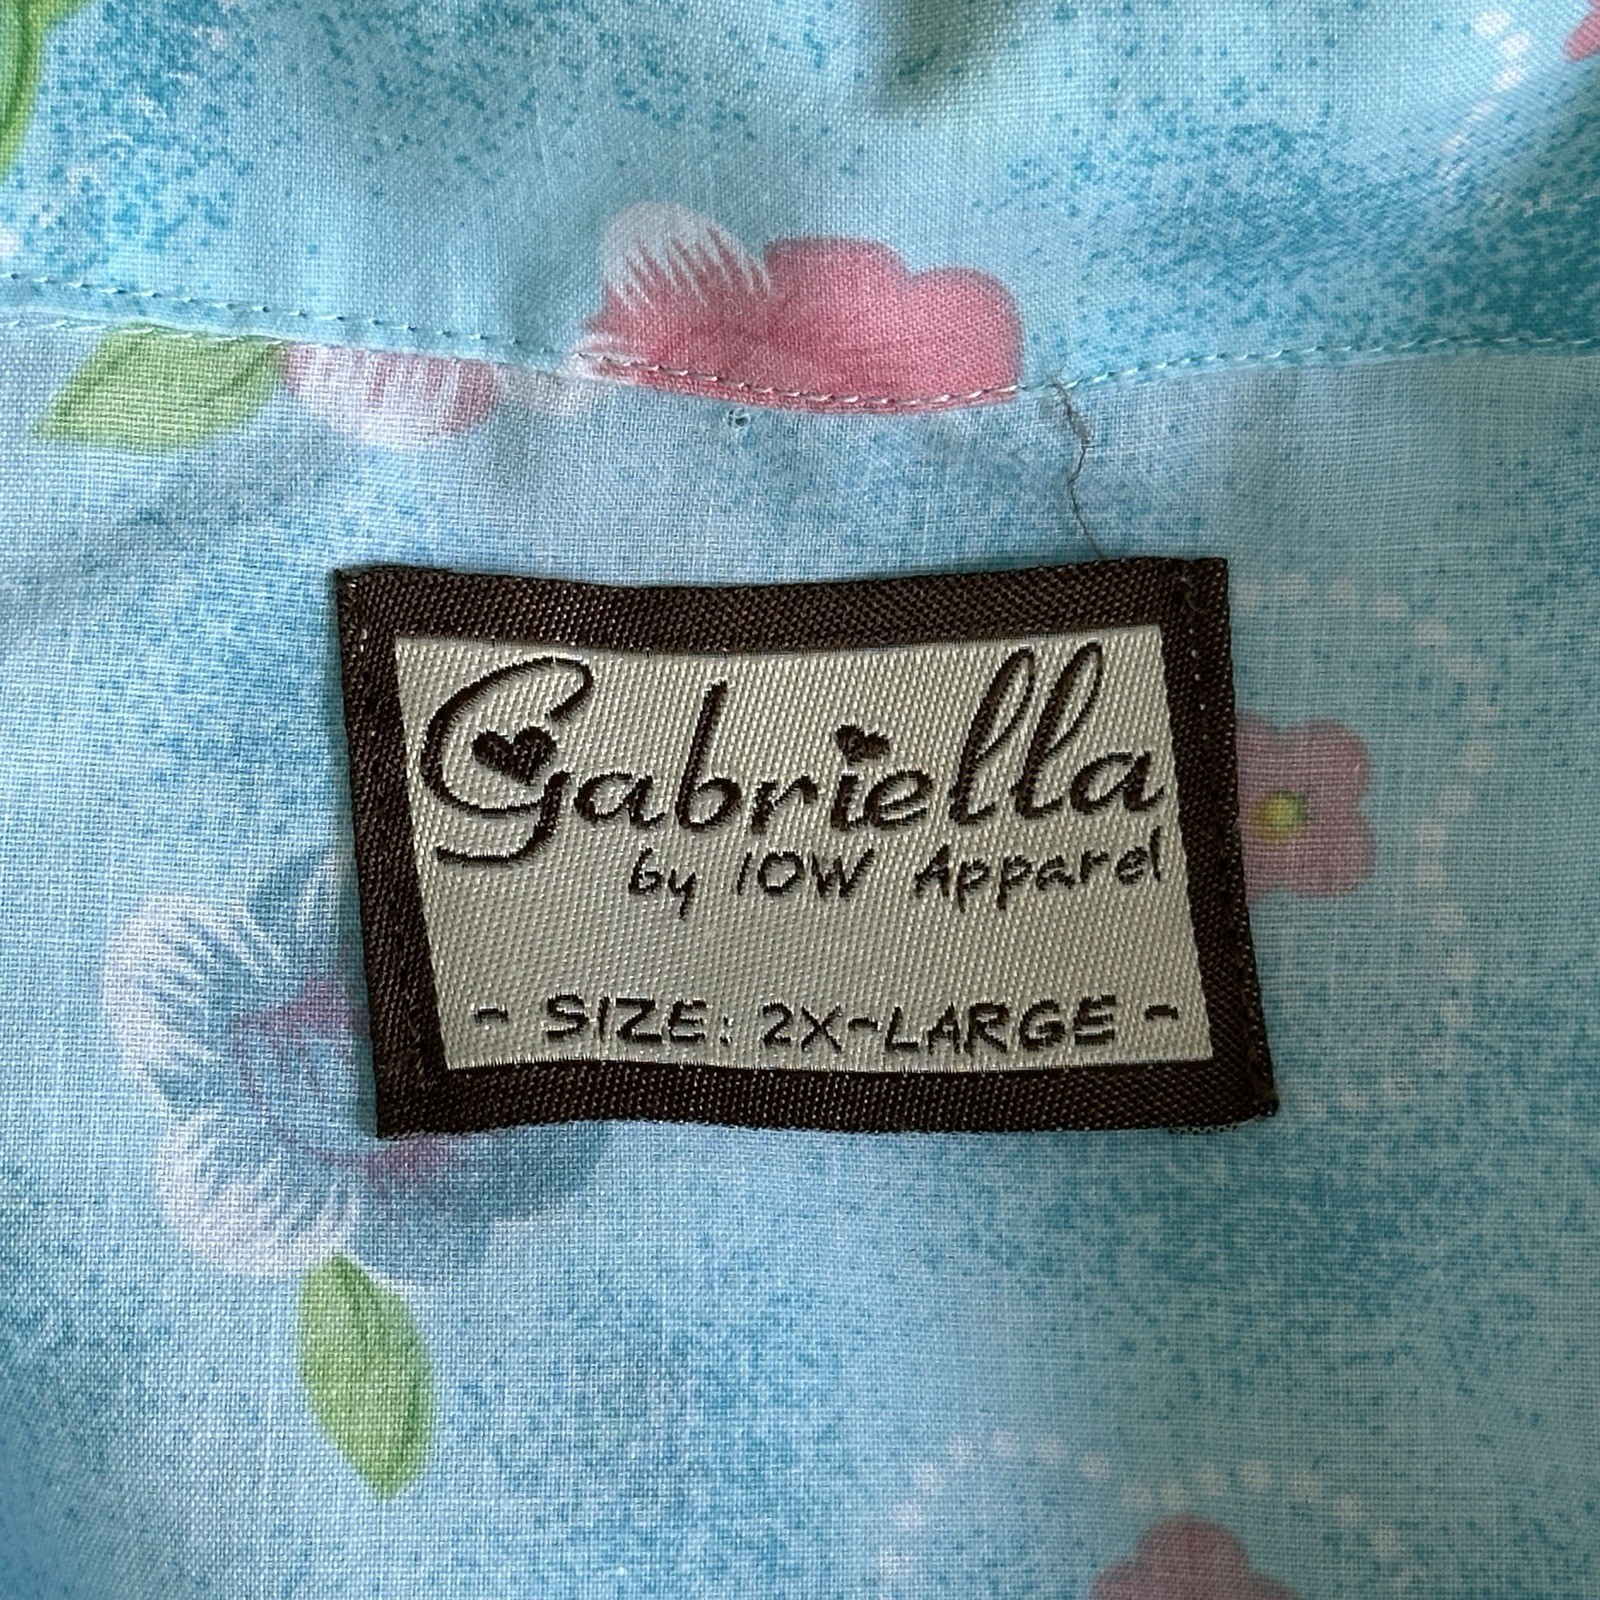 Gabriella
by IOW Apparel
- SIZE: 2X-LARGE -